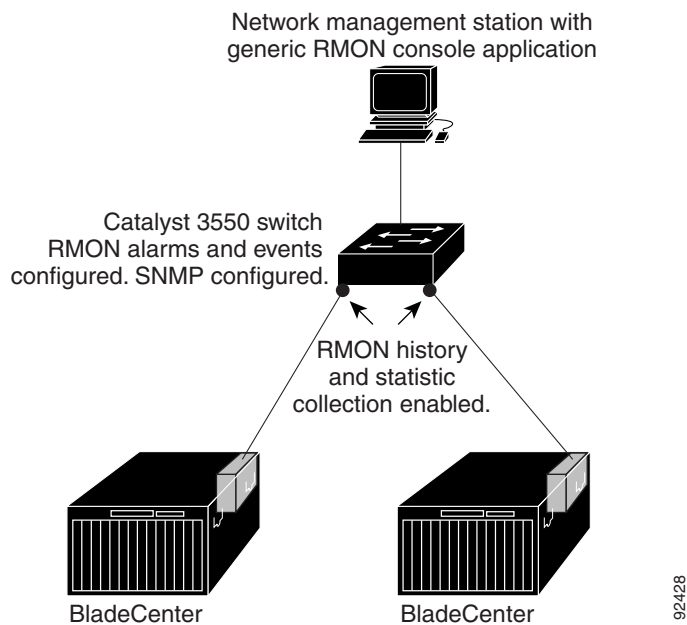 Network management station with
generic RMON console application
Catalyst 3550 switch
RMON alarms and events
configured. SNMP configured.
RMON history
and statistic
collection enabled.
BladeCenter
BladeCenter
92428